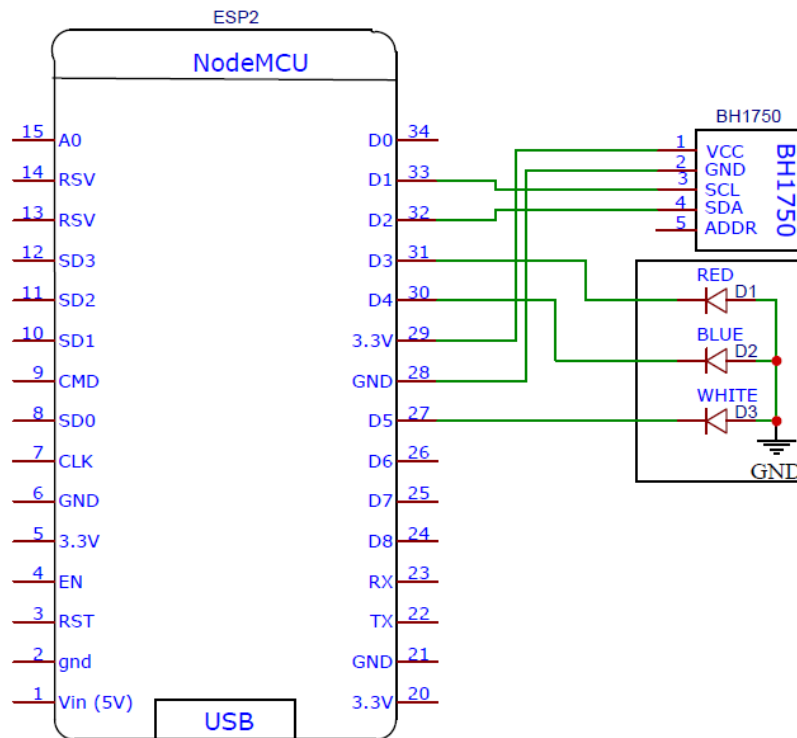 ESP2
NodeMCU
15 A0 D0 34
14 RSV D1 33
13 RSV D2 32
12 SD3 D3 31
11 SD2 D4 30
10 SD1 3.3V 29
9 CMD GND 28
8 SD0 D5 27
7 CLK D6 26
6 GND D7 25
5 3.3V D8 24
4 EN RX 23
3 RST TX 22
2 gnd GND 21
1 Vin (5V) 3.3V 20
USB
BH1750
1 VCC
2 GND
3 SCL
4 SDA
5 ADDR
BH1750
RED
D1
BLUE
D2
WHITE
D3
GND